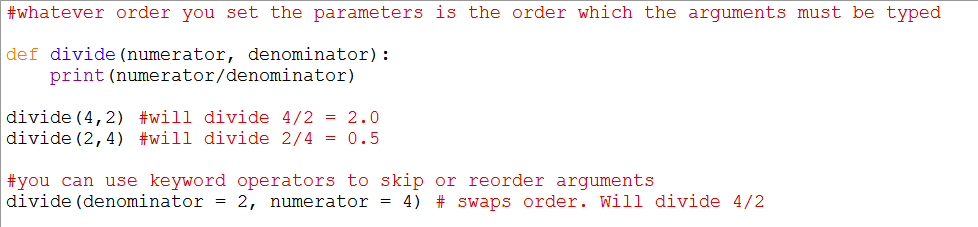 #whatever order you set the parameters is the order which the arguments must be typed
def divide(numerator, denominator):
    print(numerator/denominator)
divide(4,2) #will divide 4/2 = 2.0
divide(2,4) #will divide 2/4 = 0.5
#you can use keyword operators to skip or reorder arguments
divide(denominator = 2, numerator = 4) # swaps order. Will divide 4/2